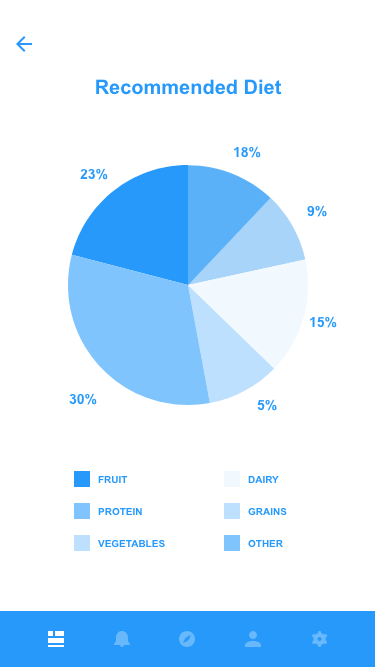 Recommended Diet
18%
23%
9%
15%
30%
5%
FRUIT
DAIRY
PROTEIN
GRAINS
VEGETABLES
OTHER